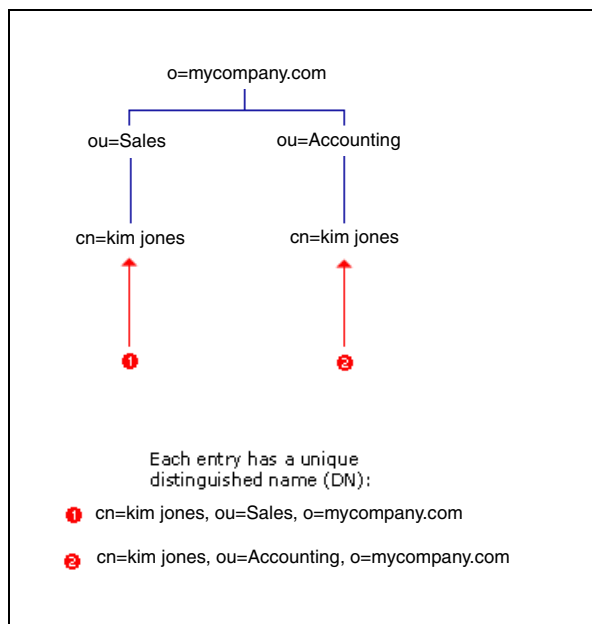 o=mycompany.com
ou=Sales
ou=Accounting
cn=kim jones
cn=kim jones
1
2
Each entry has a unique
distinguished name (DN):
1 cn=kim jones, ou=Sales, o=mycompany.com
2 cn=kim jones, ou=Accounting, o=mycompany.com